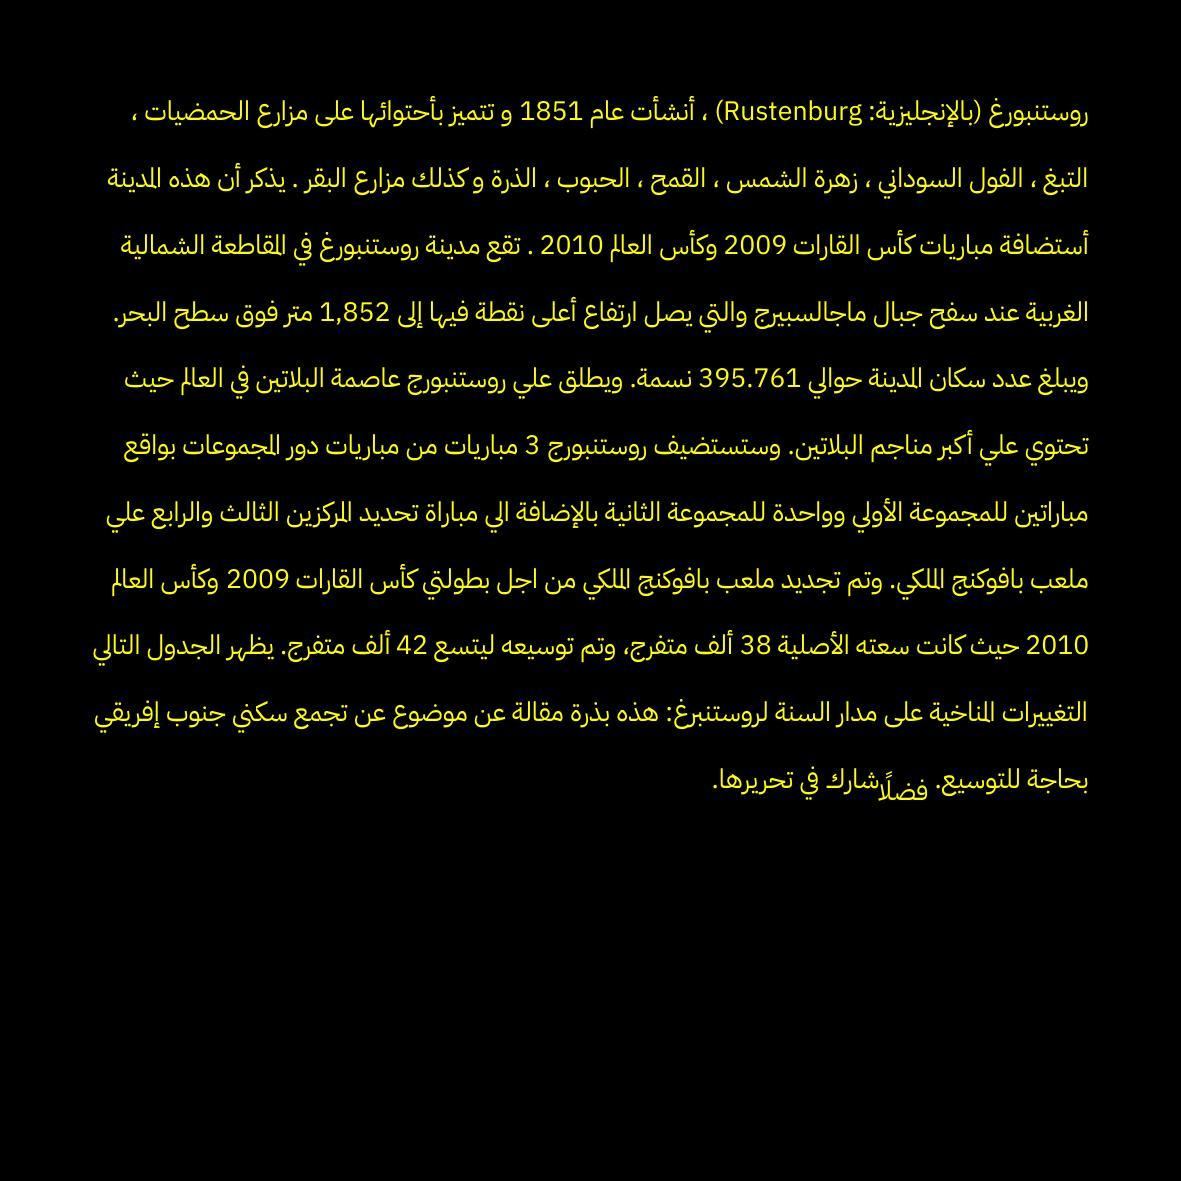 روستنبورغ (بالإنجليزية: Rustenburg) ، أنشأت عام 1851 و تتميز بأحتوائها على مزارع الحمضيات ،
التبغ ، الفول السوداني ، زهرة الشمس ، القمح ، الحبوب ، الذرة و كذلك مزارع البقر . يذكر أن هذه المدينة
أستضافة مباريات كأس القارات 2009 وكأس العالم 2010 . تقع مدينة روستنبورغ في المقاطعة الشمالية
الغربية عند سفح جبال ماجالسبيرج والتي يصل ارتفاع أعلى نقطة فيها إلى 1,852 متر فوق سطح البحر.
ويبلغ عدد سكان المدينة حوالي 395.761 نسمة. ويطلق علي روستنبورج عاصمة البلاتين في العالم حيث
تحتوي علي أكبر مناجم البلاتين. وستستضيف روستنبورج 3 مباريات من مباريات دور المجموعات بواقع
مباراتين للمجموعة الأولي وواحدة للمجموعة الثانية بالإضافة الي مباراة تحديد المركزين الثالث والرابع علي
ملعب بافوكنج الملكي. وتم تجديد ملعب بافوكنج الملكي من اجل بطولتي كأس القارات 2009 وكأس العالم
2010 حيث كانت سعته الأصلية 38 ألف متفرج، وتم توسيعه ليتسع 42 ألف متفرج. يظهر الجدول التالي
التغييرات المناخية على مدار السنة لروستنبرغ: هذه بذرة مقالة عن موضوع عن تجمع سكني جنوب إفريقي
بحاجة للتوسيع. فضلًا شارك في تحريرها.